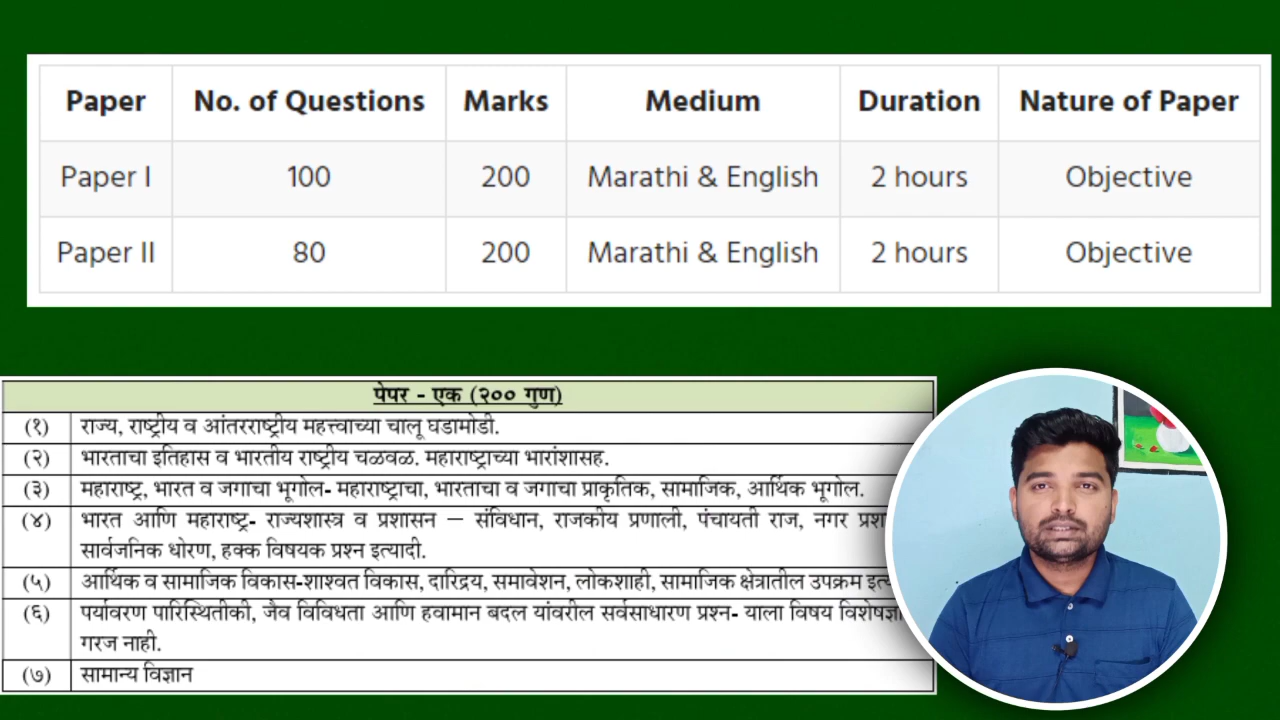 Paper No. of Questions Marks Medium Duration Nature of Paper
Paper I 100 200 Marathi & English 2 hours Objective
Paper II 80 200 Marathi & English 2 hours Objective
पेपर - एक (२०० गुण)
(१) राज्य, राष्ट्रीय व आंतरराष्ट्रीय महत्त्वाच्या चालू घडामोडी.
(२) भारताचा इतिहास व भारतीय राष्ट्रीय चळवळ. महाराष्ट्राच्या भारांशासह.
(३) महाराष्ट्र, भारत व जगाचा भूगोल- महाराष्ट्राचा, भारताचा व जगाचा प्राकृतिक, सामाजिक, आर्थिक भूगोल.
(४) भारत आणि महाराष्ट्र- राज्यशास्त्र व प्रशासन – संविधान, राजकीय प्रणाली, पंचायती राज, नगर
सार्वजनिक धोरण, हक्क विषयक प्रश्न इत्यादी.
(५) आर्थिक व सामाजिक विकास-शाश्वत विकास, दारिद्रय, समावेशन, लोकशाही, सामाजिक क्षेत्रातील उपक्रम
(६) पर्यावरण पारिस्थितीकी, जैव विविधता आणि हवामान बदल यांवरील सर्वसाधारण प्रश्न- याला विषय
गरज नाही.
(७) सामान्य विज्ञान